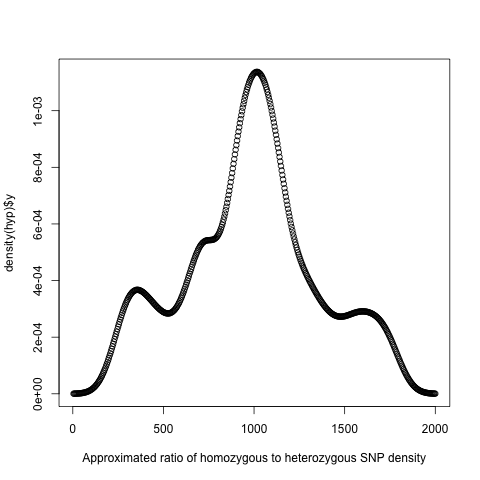 density(hyp)$y
1e-03
8e-04
6e-04
4e-04
2e-04
0e+00
0 500 1000 1500 2000
Approximated ratio of homozygous to heterozygous SNP density